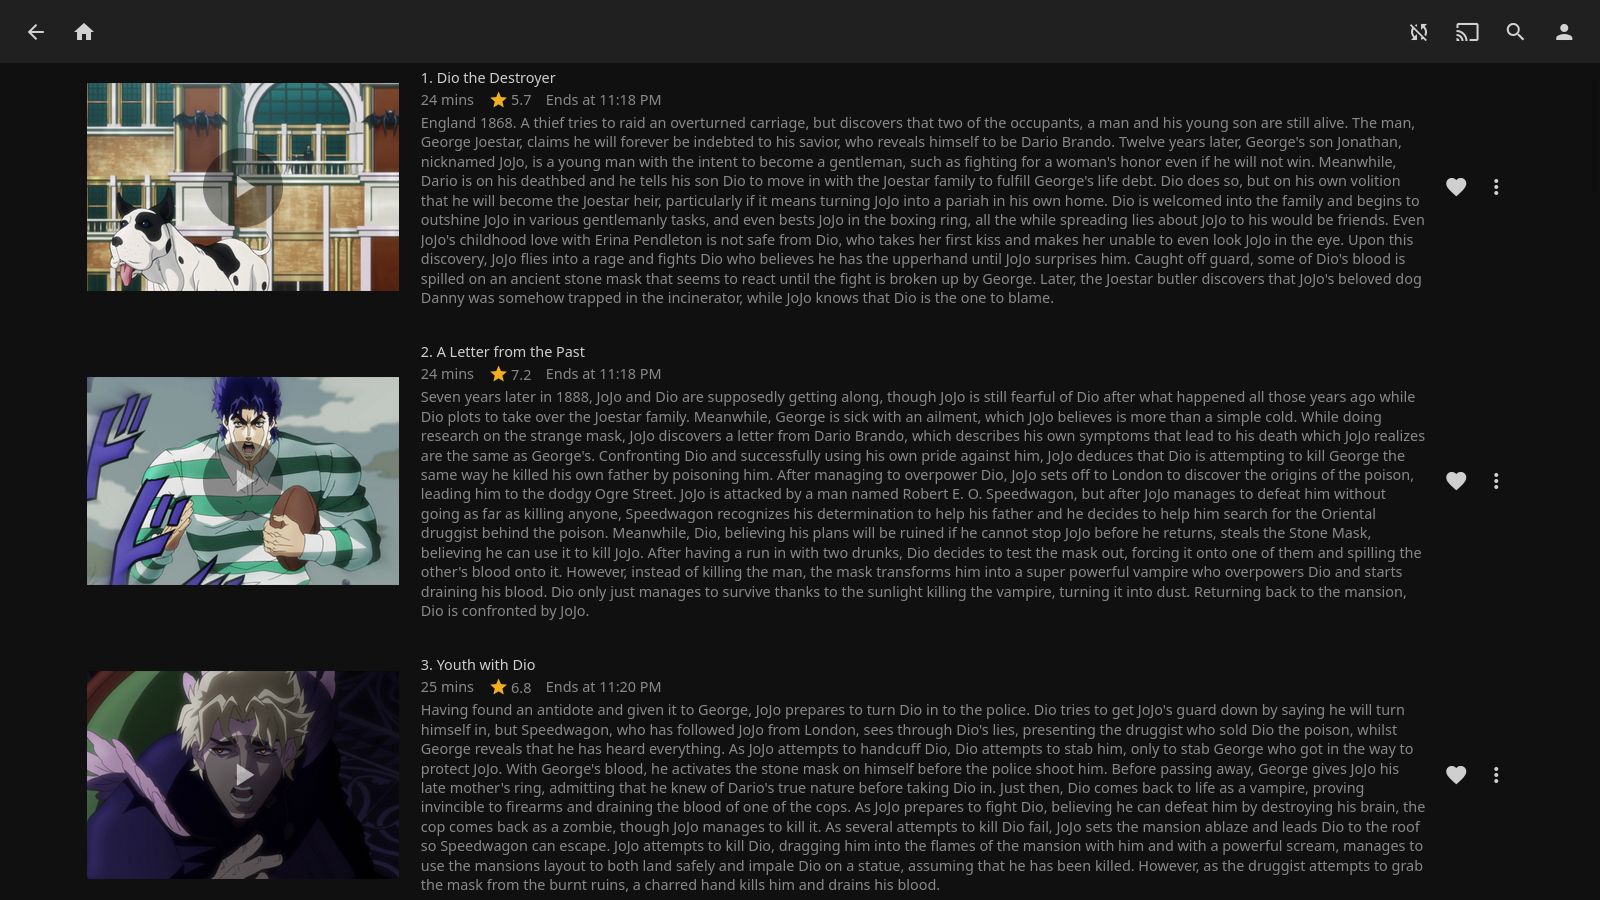 1. Dio the Destroyer
24 mins 5.7 Ends at 11:18 PM
England 1868. A thief tries to raid an overturned carriage, but discovers that two of the occupants, a man and his young son are still alive. The man,
George Joestar, claims he will forever be indebted to his savior, who reveals himself to be Dario Brando. Twelve years later, George's son Jonathan,
nicknamed JoJo, is a young man with the intent to become a gentleman, such as fighting for a woman's honor even if he will not win. Meanwhile,
Dario is on his deathbed and he tells his son Dio to move in with the Joestar family to fulfill George's life debt. Dio does so, but on his own volition
that he will become the Joestar heir, particularly if it means turning JoJo into a pariah in his own home. Dio is welcomed into the family and begins to
outshine JoJo in various gentlemanly tasks, and even bests JoJo in the boxing ring, all the while spreading lies about JoJo to his would be friends. Even
JoJo's childhood love with Erina Pendleton is not safe from Dio, who takes her first kiss and makes her unable to even look JoJo in the eye. Upon this
discovery, JoJo flies into a rage and fights Dio who believes he has the upperhand until JoJo surprises him. Caught off guard, some of Dio's blood is
spilled on an ancient stone mask that seems to react until the fight is broken up by George. Later, the Joestar butler discovers that JoJo's beloved dog
Danny was somehow trapped in the incinerator, while JoJo knows that Dio is the one to blame.
2. A Letter from the Past
24 mins 7.2 Ends at 11:18 PM
Seven years later in 1888, JoJo and Dio are supposedly getting along, though JoJo is still fearful of Dio after what happened all those years ago while
Dio plots to take over the Joestar family. Meanwhile, George is sick with an ailment, which JoJo believes is more than a simple cold. While doing
research on the strange mask, JoJo discovers a letter from Dario Brando, which describes his own symptoms that lead to his death which JoJo realizes
are the same as George's. Confronting Dio and successfully using his own pride against him, JoJo deduces that Dio is attempting to kill George the
same way he killed his own father by poisoning him. After managing to overpower Dio, JoJo sets off to London to discover the origins of the poison,
leading him to the dodgy Ogre Street. JoJo is attacked by a man named Robert E. O. Speedwagon, but after JoJo manages to defeat him without
going as far as killing anyone, Speedwagon recognizes his determination to help his father and he decides to help him search for the Oriental
druggist behind the poison. Meanwhile, Dio, believing his plans will be ruined if he cannot stop JoJo before he returns, steals the Stone Mask,
believing he can use it to kill JoJo. After having a run in with two drunks, Dio decides to test the mask out, forcing it onto one of them and spilling the
other's blood onto it. However, instead of killing the man, the mask transforms him into a super powerful vampire who overpowers Dio and starts
draining his blood. Dio only just manages to survive thanks to the sunlight killing the vampire, turning it into dust. Returning back to the mansion,
Dio is confronted by JoJo.
3. Youth with Dio
25 mins 6.8 Ends at 11:20 PM
Having found an antidote and given it to George, JoJo prepares to turn Dio in to the police. Dio tries to get JoJo's guard down by saying he will turn
himself in, but Speedwagon, who has followed JoJo from London, sees through Dio's lies, presenting the druggist who sold Dio the poison, whilst
George reveals that he has heard everything. As JoJo attempts to handcuff Dio, Dio attempts to stab him, only to stab George who got in the way to
protect JoJo. With George's blood, he activates the stone mask on himself before the police shoot him. Before passing away, George gives JoJo his
late mother's ring, admitting that he knew of Dario's true nature before taking Dio in. Just then, Dio comes back to life as a vampire, proving
invincible to firearms and draining the blood of one of the cops. As JoJo prepares to fight Dio, believing he can defeat him by destroying his brain, the
cop comes back as a zombie, though JoJo manages to kill it. As several attempts to kill Dio fail, JoJo sets the mansion ablaze and leads Dio to the roof
so Speedwagon can escape. JoJo attempts to kill Dio, dragging him into the flames of the mansion with him and with a powerful scream, manages to
use the mansions layout to both land safely and impale Dio on a statue, assuming that he has been killed. However, as the druggist attempts to grab
the mask from the burnt ruins, a charred hand kills him and drains his blood.